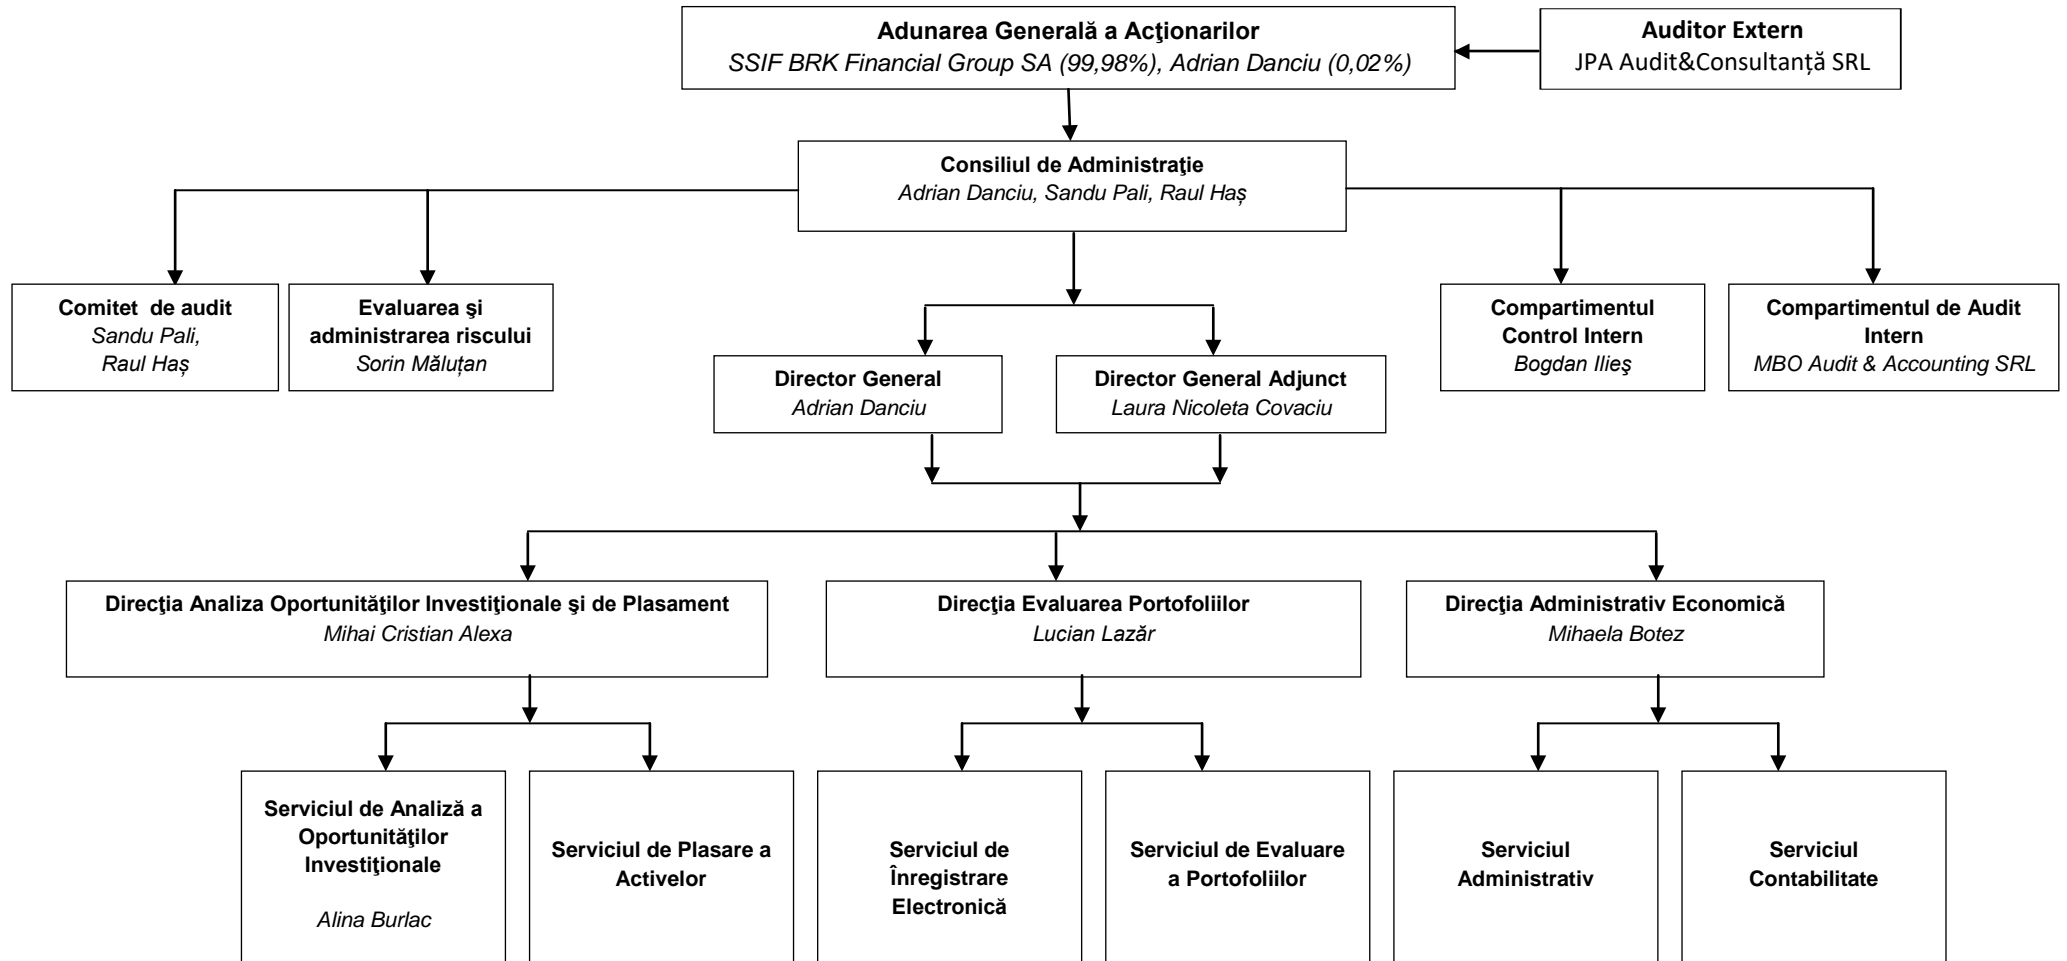 Adunarea Generală a Acţionarilor
SSIF BRK Financial Group SA (99,98%), Adrian Danciu (0,02%)
Auditor Extern
JPA Audit&Consultanță SRL
Consiliul de Administraţie
Adrian Danciu, Sandu Pali, Raul Haș
Comitet de audit
Sandu Pali,
Raul Haș
Evaluarea şi
administrarea riscului
Sorin Măluțan
Compartimentul
Control Intern
Bogdan Ilieş
Compartimentul de Audit
Intern
MBO Audit & Accounting SRL
Director General
Adrian Danciu
Director General Adjunct
Laura Nicoleta Covaciu
Direcţia Analiza Oportunităţilor Investiţionale şi de Plasament
Mihai Cristian Alexa
Direcţia Evaluarea Portofoliilor
Lucian Lazăr
Direcţia Administrativ Economică
Mihaela Botez
Serviciul de Analiză a
Oportunităţilor
Investiţionale
Alina Burlac
Serviciul de Plasare a
Activelor
Serviciul de
Înregistrare
Electronică
Serviciul de Evaluare
a Portofoliilor
Serviciul
Administrativ
Serviciul
Contabilitate